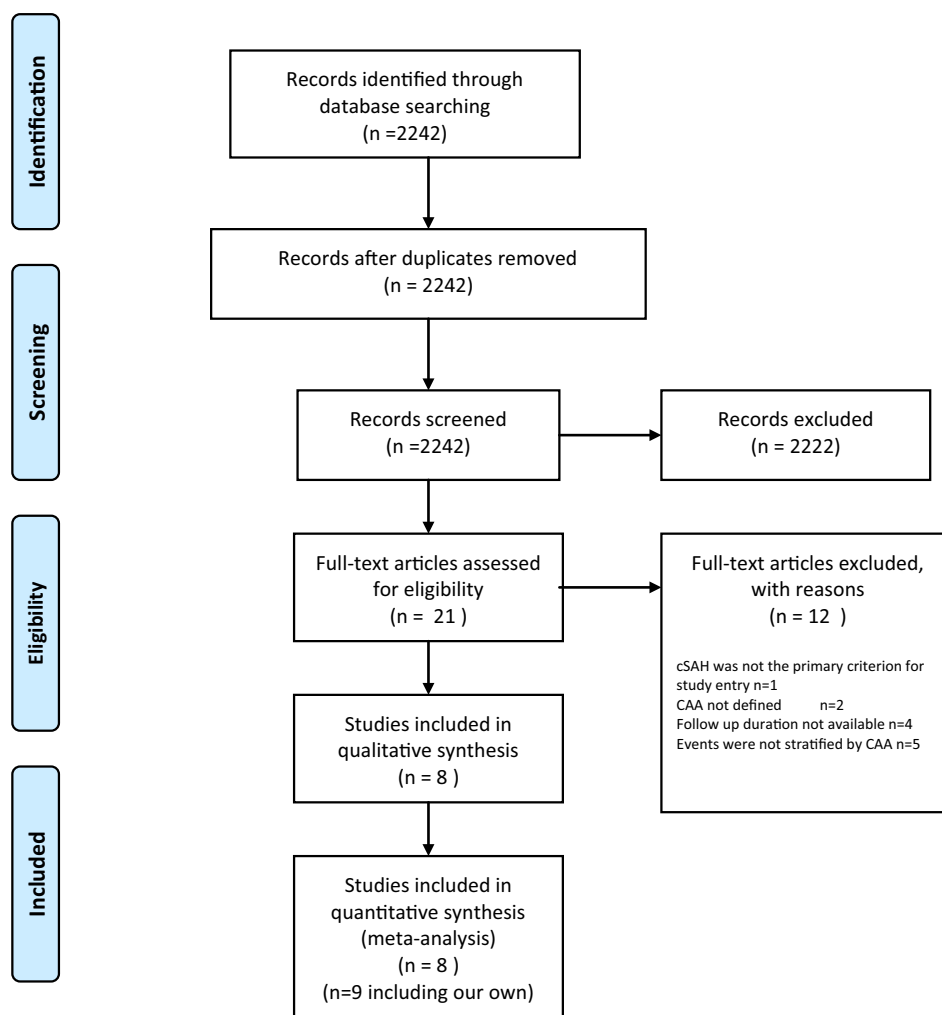 Identification
Records identified through
database searching
(n =2242)
Records after duplicates removed
(n = 2242)
Screening
Records screened
(n =2242)
Records excluded
(n = 2222)
Eligibility
Full-text articles assessed
for eligibility
(n = 21 )
Full-text articles excluded,
with reasons
(n = 12 )
cSAH was not the primary criterion for
study entry n=1
CAA not defined n=2
Follow up duration not available n=4
Events were not stratified by CAA n=5
Studies included in
qualitative synthesis
(n = 8 )
Included
Studies included in
quantitative synthesis
(meta-analysis)
(n = 8 )
(n=9 including our own)